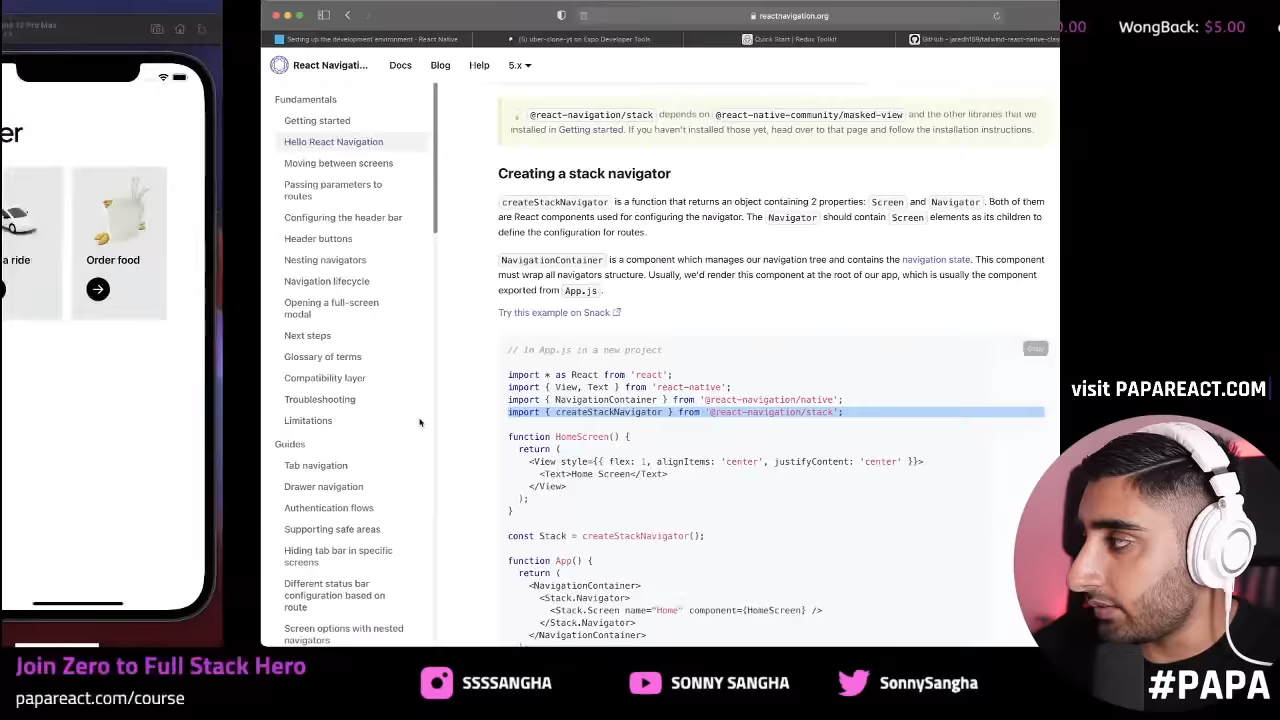 reactnavigation.org
0.00 WongBack: $5.00
Setting up the development environment · React Native
(5) uber-clone-yt on Expo Developer Tools
Quick Start | Redux Toolkit
React Navigati...
Docs
Blog
Help
5.x
Fundamentals
Getting started
Hello React Navigation
Moving between screens
Passing parameters to
routes
Configuring the header bar
Header buttons
Nesting navigators
Navigation lifecycle
Opening a full-screen
modal
Next steps
Glossary of terms
Compatibility layer
Troubleshooting
Limitations
Guides
Tab navigation
Drawer navigation
Authentication flows
Supporting safe areas
Hiding tab bar in specific
screens
Different status bar
configuration based on
route
Screen options with nested
navigators
@react-navigation/stack depends on @react-native-community/masked-view and the other libraries that we
installed in Getting started. If you haven't installed those yet, head over to that page and follow the installation instructions.
Creating a stack navigator
createStackNavigator is a function that returns an object containing 2 properties: Screen and Navigator. Both of them
are React components used for configuring the navigator. The Navigator should contain Screen elements as its children to
define the configuration for routes.
NavigationContainer is a component which manages our navigation tree and contains the navigation state. This component
must wrap all navigators structure. Usually, we'd render this component at the root of our app, which is usually the component
exported from App.js.
Try this example on Snack
// In App.js in a new project
Copy
import * as React from 'react';
import { View, Text } from 'react-native';
import { NavigationContainer } from '@react-navigation/native';
import { createStackNavigator } from '@react-navigation/stack';
function HomeScreen() {
return (
<View style={{ flex: 1, alignItems: 'center', justifyContent: 'center' }}>
<Text>Home Screen</Text>
</View>
);
}
const Stack = createStackNavigator();
function App() {
return (
<NavigationContainer>
<Stack.Navigator>
<Stack.Screen name="Home" component={HomeScreen} />
</Stack.Navigator>
</NavigationContainer>
er
a ride
Order food
visit PAPAREACT.COM
#PAPA
Join Zero to Full Stack Hero
papareact.com/course
SSSSANGHA
SONNY SANGHA
SonnySangha